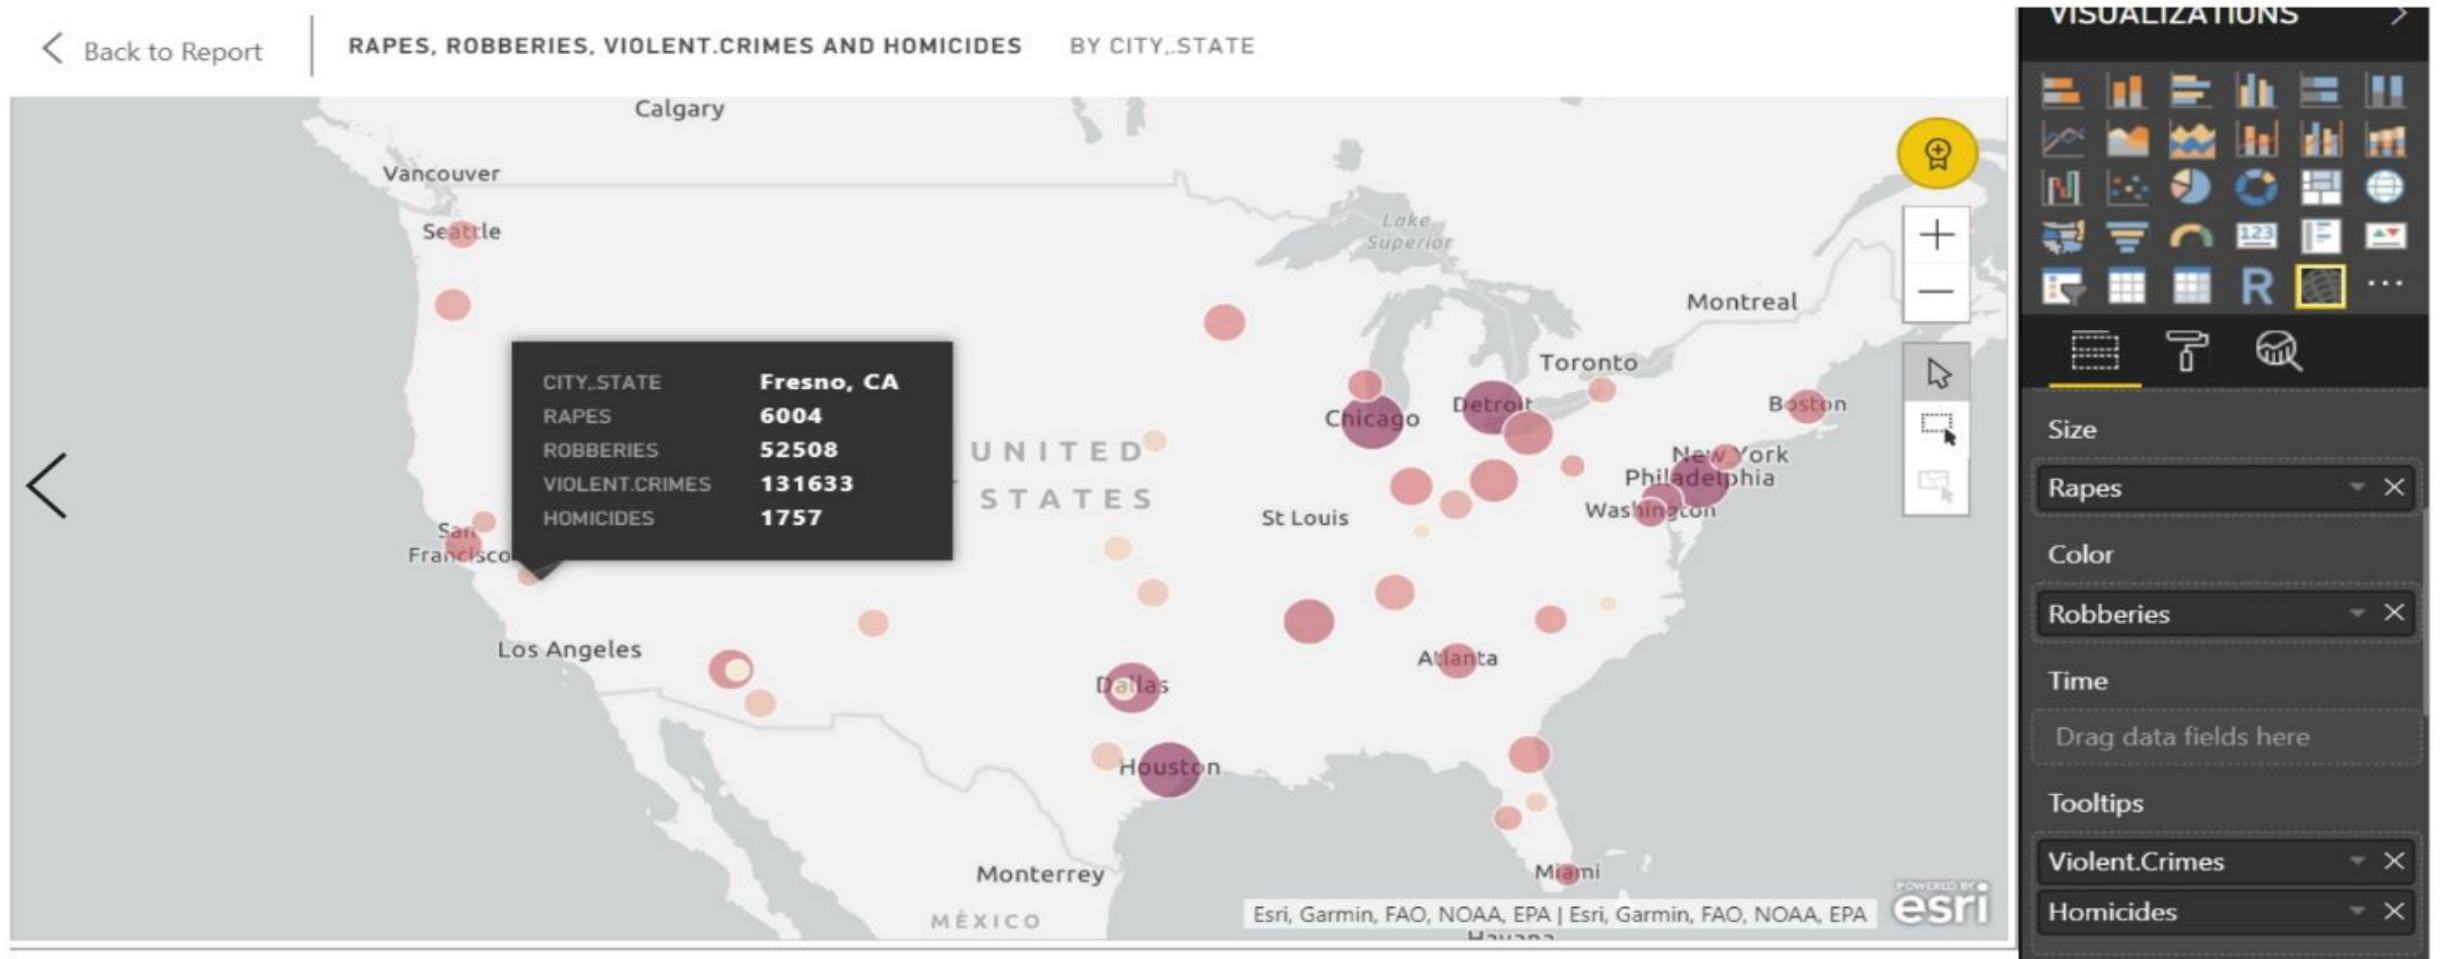 Back to Report
RAPES, ROBBERIES, VIOLENT.CRIMES AND HOMICIDES BY CITY,.STATE
Calgary
Vancouver
Seattle
Lake
Superior
Montreal
Toronto
CITY,.STATE Fresno, CA
RAPES 6004
ROBBERIES 52508
VIOLENT.CRIMES 131633
HOMICIDES 1757
Chicago
Detroit
Boston
UNITED
STATES
New York
Philadelphia
Washington
St Louis
San
Francisco
Los Angeles
Atlanta
Dallas
Houston
Monterrey
Miami
MÉXICO
Esri, Garmin, FAO, NOAA, EPA | Esri, Garmin, FAO, NOAA, EPA
POWERED BY
esri
Havana
VISUALIZATIONS
123
R
Size
Rapes
Color
Robberies
Time
Drag data fields here
Tooltips
Violent.Crimes
Homicides